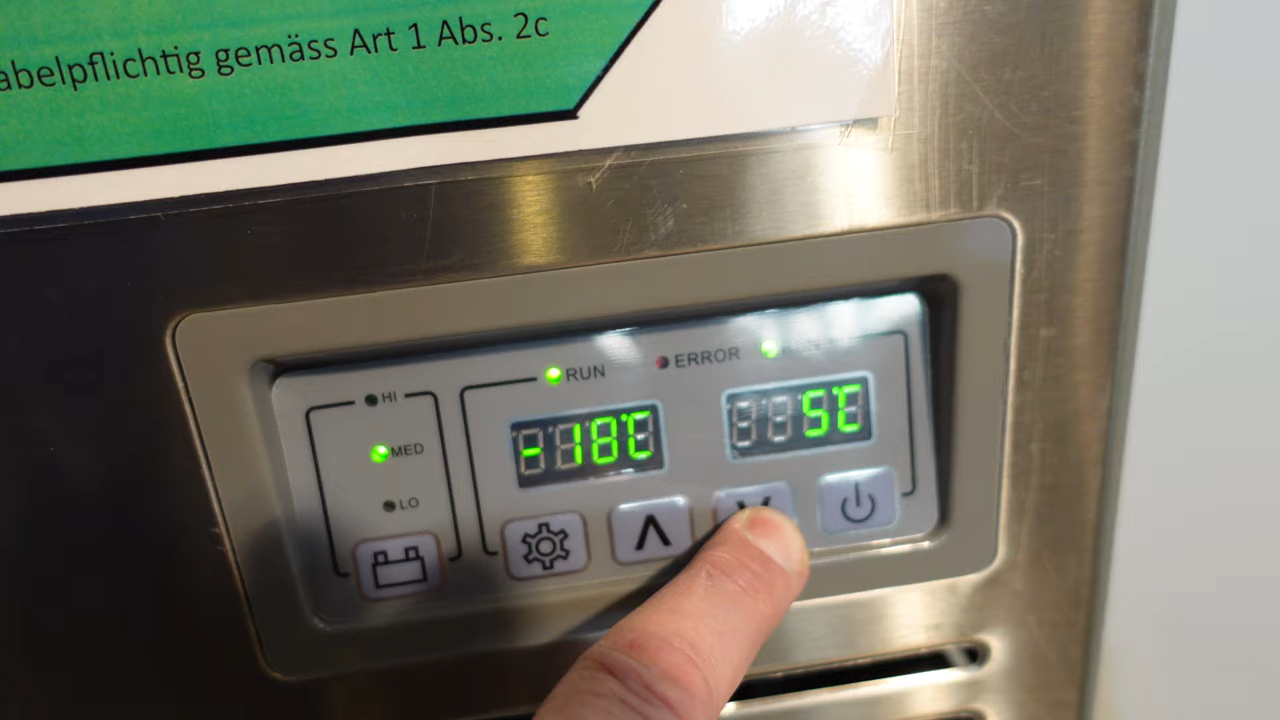 abelpflichtig gemäss Art 1 Abs. 2c
HI
MED
LO
RUN
ERROR
-18°C
5°C